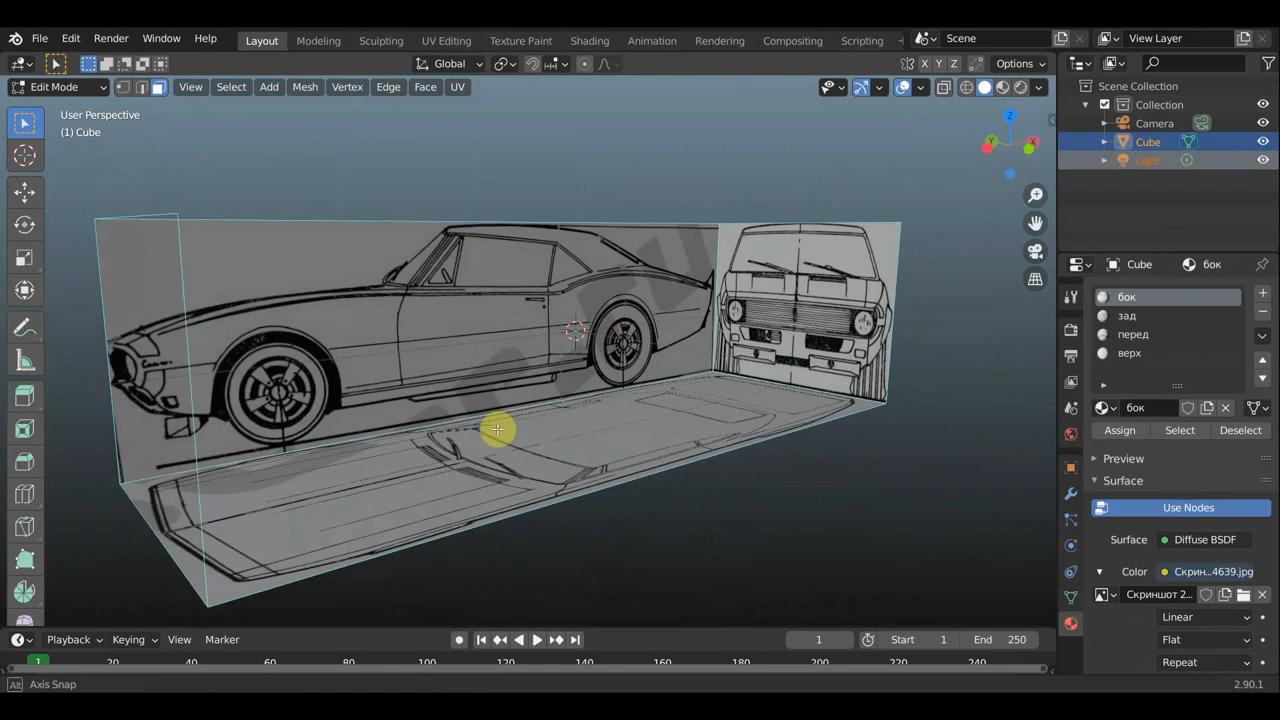 File Edit Render Window Help Layout Modeling Sculpting UV Editing Texture Paint Shading Animation Rendering Compositing Scripting Scene View Layer
Global X Y Z Options
Edit Mode View Select Add Mesh Vertex Edge Face UV
User Perspective
(1) Cube
Z
Y
X
Scene Collection
Collection
Camera
Cube
Light
Cube бок
бок
зад
перед
верх
бок
Assign Select Deselect
Preview
Surface
Use Nodes
Surface Diffuse BSDF
Color Скрин...4639.jpg
Скриншот 2...
Linear
Flat
Repeat
Playback Keying View Marker 1 Start 1 End 250
1 20 40 60 80 100 120 140 160 180 200 220 240
Alt Axis Snap 2.90.1